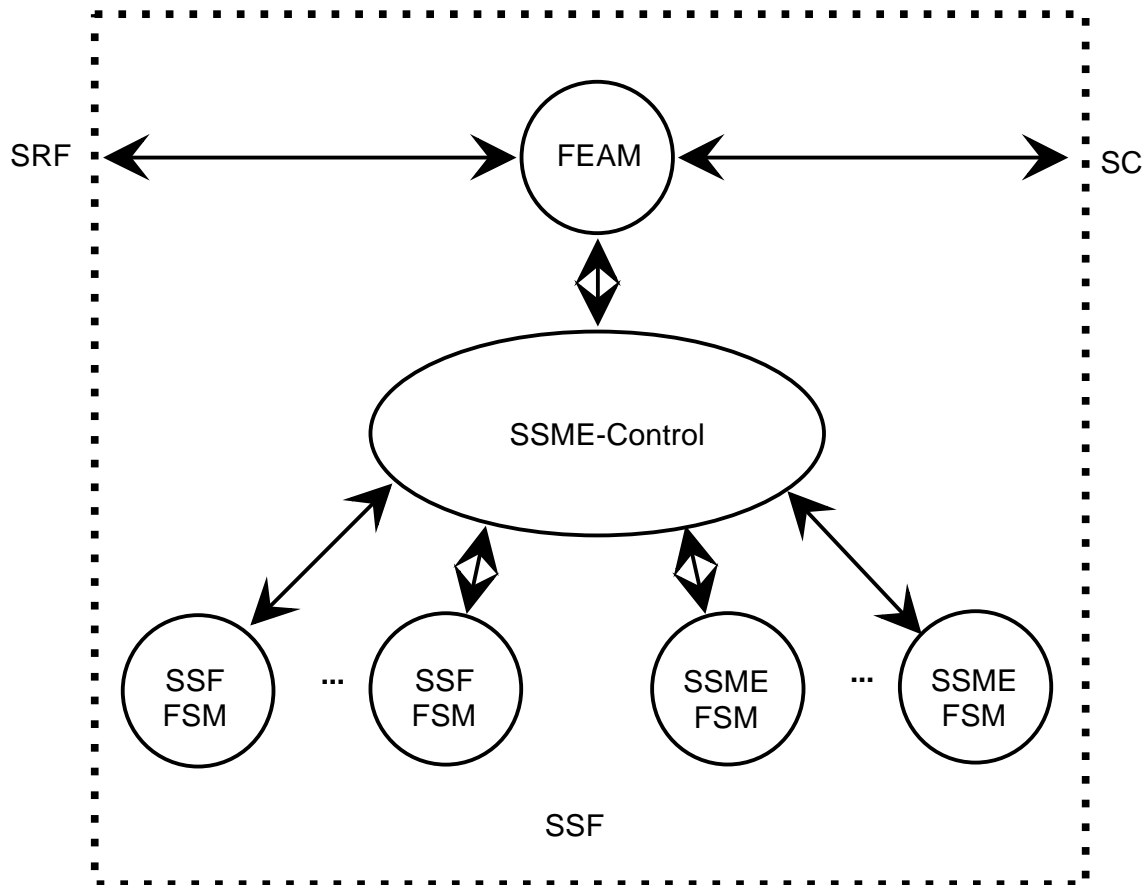 SRF
FEAM
SC
SSME-Control
SSF
FSM
...
SSF
FSM
SSME
FSM
...
SSME
FSM
SSF